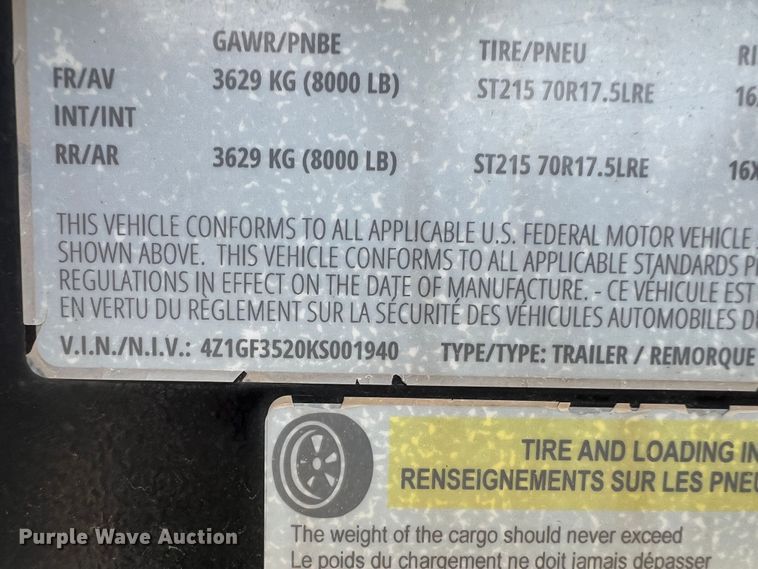 GAWR/PNBE TIRE/PNEU
FR/AV 3629 KG (8000 LB) ST215 70R17.5LRE
INT/INT
RR/AR 3629 KG (8000 LB) ST215 70R17.5LRE
THIS VEHICLE CONFORMS TO ALL APPLICABLE U.S. FEDERAL MOTOR VEHICLE
SHOWN ABOVE. THIS VEHICLE CONFORMS TO ALL APPLICABLE STANDARDS
REGULATIONS IN EFFECT ON THE DATE OF MANUFACTURE. - CE VÉHICULE EST
EN VERTU DU RÈGLEMENT SUR LA SÉCURITÉ DES VÉHICULES AUTOMOBILES
V.I.N./N.I.V.: 4Z1GF3520KS001940 TYPE/TYPE: TRAILER / REMORQUE
TIRE AND LOADING
RENSEIGNEMENTS SUR LES
The weight of the cargo should never exceed
Le poids du chargement ne doit jamais dépasser
Purple Wave Auction